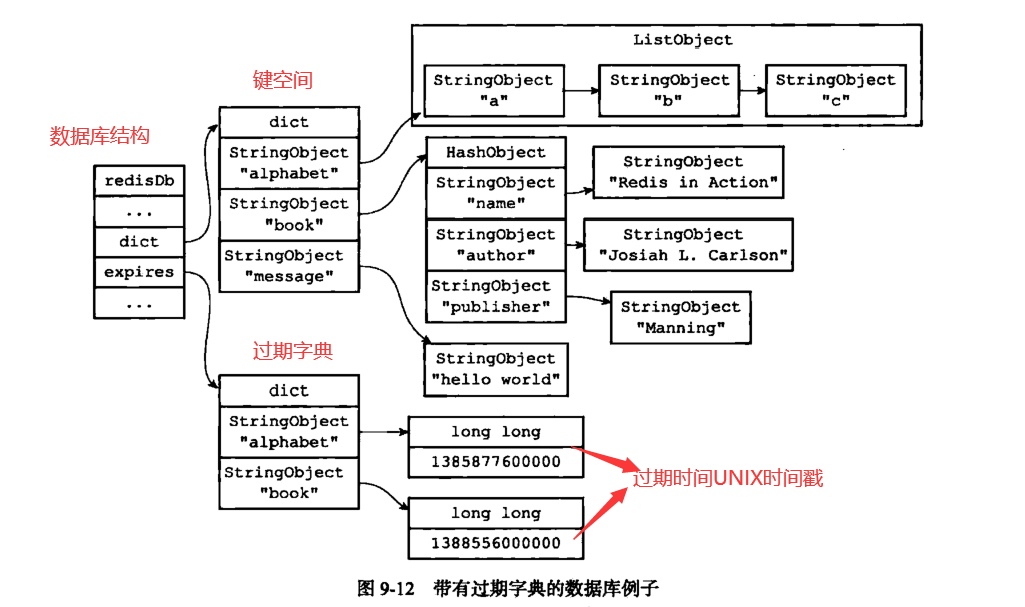 数据库结构
redisDb
...
dict
expires
...
键空间
dict
StringObject
"alphabet"
StringObject
"book"
StringObject
"message"
ListObject
StringObject
"a"
StringObject
"b"
StringObject
"c"
HashObject
StringObject
"name"
StringObject
"author"
StringObject
"publisher"
StringObject
"Redis in Action"
StringObject
"Josiah L. Carlson"
StringObject
"Manning"
StringObject
"hello world"
过期字典
dict
StringObject
"alphabet"
StringObject
"book"
long long
1385877600000
long long
1388556000000
过期时间UNIX时间戳
图 9-12 带有过期字典的数据库例子